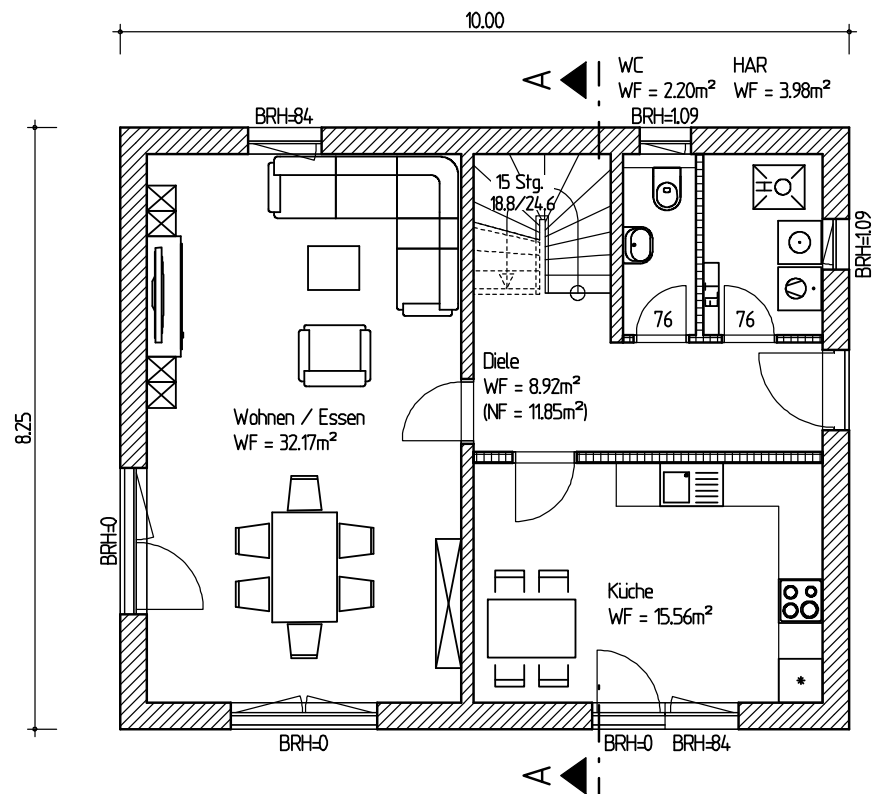 10.00
A
WC
WF = 2.20m²
HAR
WF = 3.98m²
BRH=84
BRH=1.09
15 Stg.
18.8/24.6
H
BRH=1.09
76
76
Diele
WF = 8.92m²
(NF = 11.85m²)
Wohnen / Essen
WF = 32.17m²
8.25
BRH=0
Küche
WF = 15.56m²
*
BRH=0
BRH=0
BRH=84
A